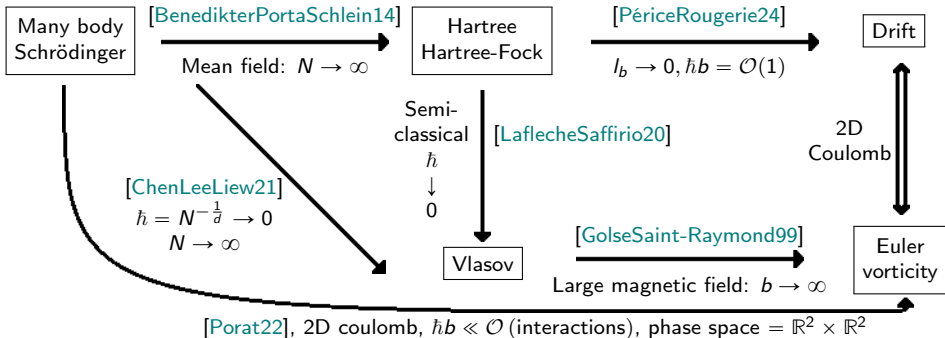 [BenedikterPortaSchlein14]
[PériceRougerie24]
Many body
Schrödinger
Hartree
Hartree-Fock
Drift
Mean field: N → ∞
l_b → 0, ℏb = 𝒪(1)
Semi-
classical
ℏ
↓
0
[LaflecheSaffirio20]
2D
Coulomb
[ChenLeeLiew21]
ℏ = N^{-\frac{1}{d}} → 0
N → ∞
[GolseSaint-Raymond99]
Vlasov
Euler
vorticity
Large magnetic field: b → ∞
[Porat22], 2D coulomb, ℏb ≪ 𝒪 (interactions), phase space = ℝ² × ℝ²